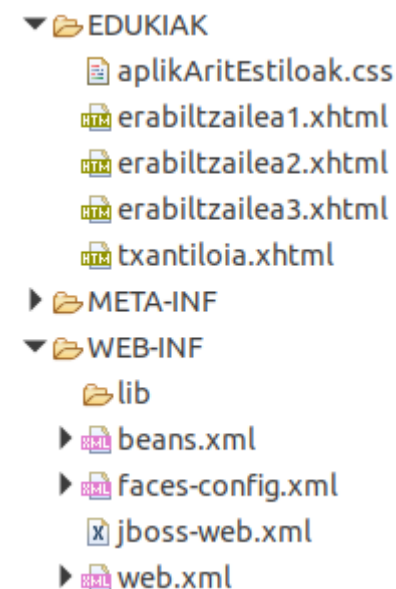 EDUKIAK
aplikAritEstiloak.css
erabiltzailea1.xhtml
erabiltzailea2.xhtml
erabiltzailea3.xhtml
txantiloia.xhtml
META-INF
WEB-INF
lib
beans.xml
faces-config.xml
jboss-web.xml
web.xml